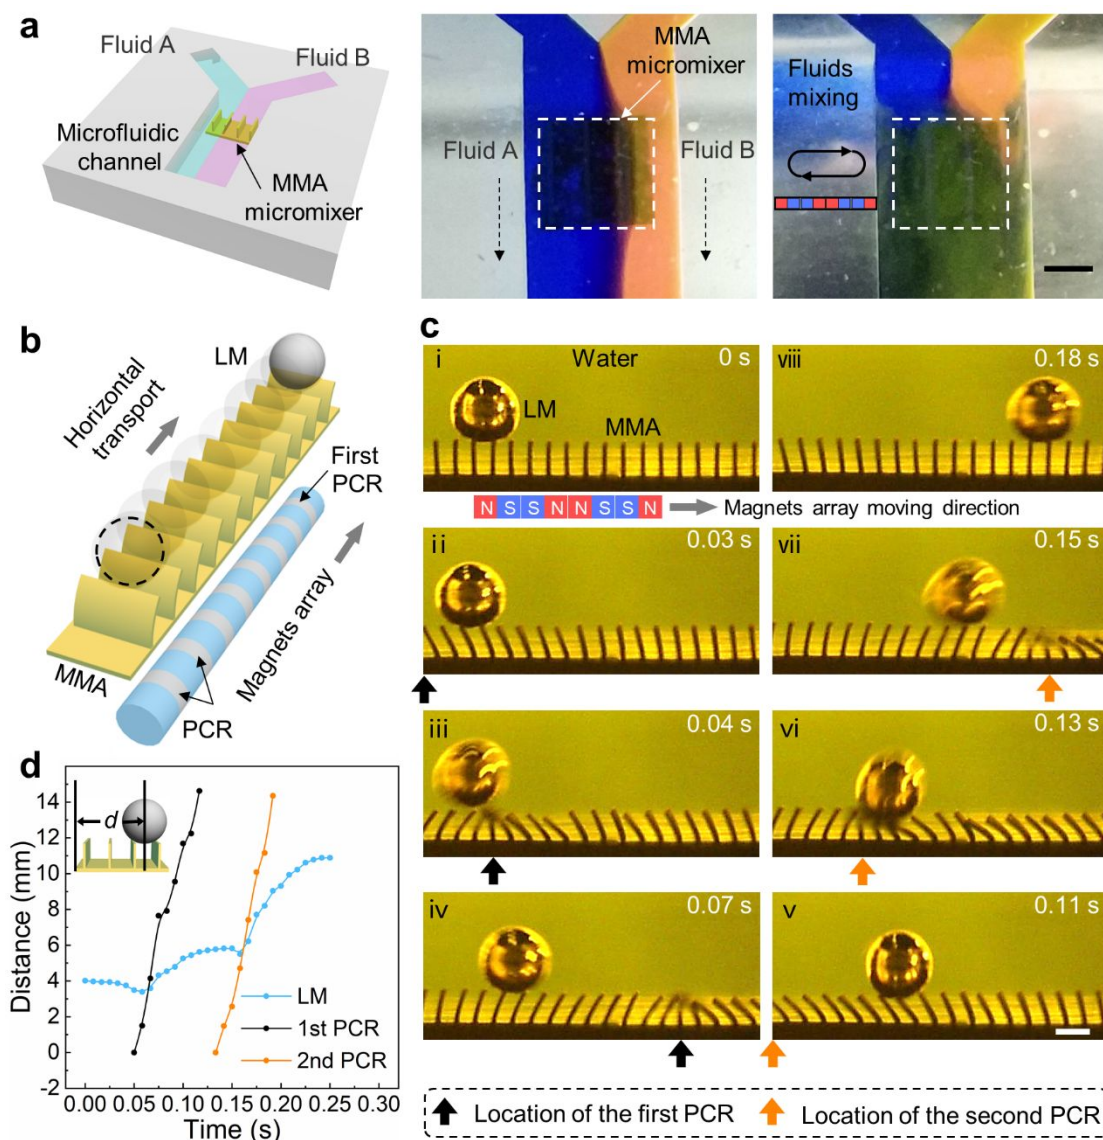 a
Fluid A
Fluid B
Microfluidic
channel
MMA
micromixer
MMA
micromixer
Fluid A
Fluid B
Fluids
mixing
b
LM
Horizontal
transport
First
PCR
Magnets array
MMA
PCR
c
i
Water
0 s
LM
MMA
viii
0.18 s
N S S N N S S N
Magnets array moving direction
ii
0.03 s
vii
0.15 s
iii
0.04 s
vi
0.13 s
iv
0.07 s
v
0.11 s
Location of the first PCR
Location of the second PCR
d
d
Distance (mm)
14
12
10
8
6
4
2
0
-2
LM
1st PCR
2nd PCR
0.00 0.05 0.10 0.15 0.20 0.25 0.30
Time (s)